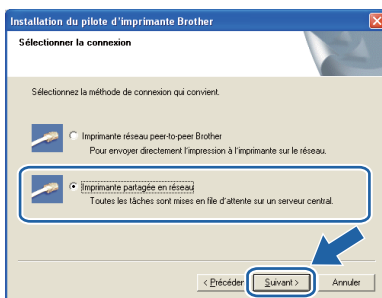 Installation du pilote d'imprimante Brother
Sélectionner la connexion
Sélectionnez la méthode de connexion qui convient.
Imprimante réseau peer-to-peer Brother
Pour envoyer directement l'impression à l'imprimante sur le réseau.
Imprimante partagée en réseau
Toutes les tâches sont mises en file d'attente sur un serveur central.
< Précéden
Suivant >
Annuler